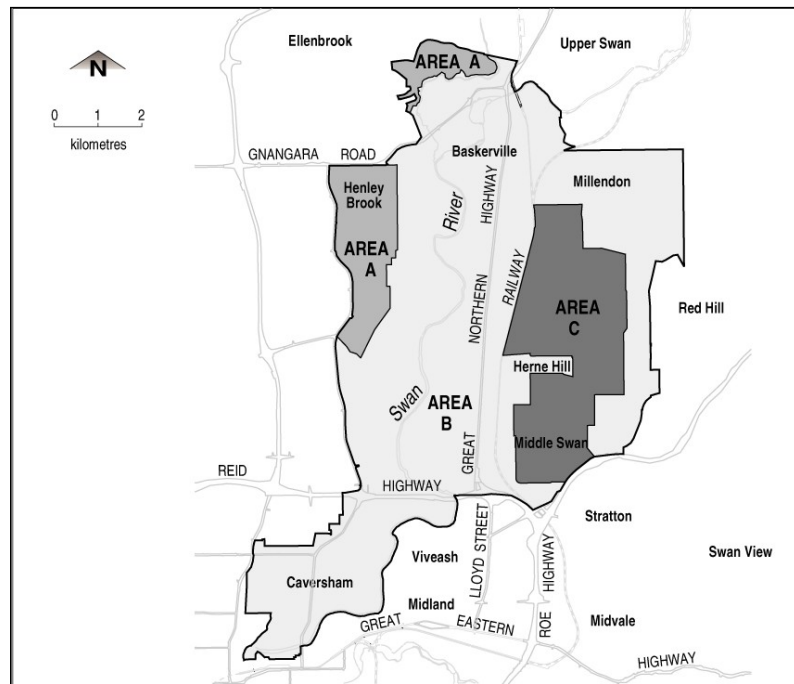 Ellenbrook
Upper Swan
AREA A
N
0 1 2
kilometres
GNANGARA ROAD
Baskerville
Millendon
Henley
Brook
AREA
A
River
HIGHWAY
RAILWAY
NORTHERN
AREA
C
Red Hill
Herne Hill
Swan
AREA
B
Middle Swan
GREAT
REID
HIGHWAY
Stratton
LLOYD STREET
HIGHWAY
Swan View
Viveash
Caversham
Midland
ROE
Midvale
GREAT EASTERN
HIGHWAY